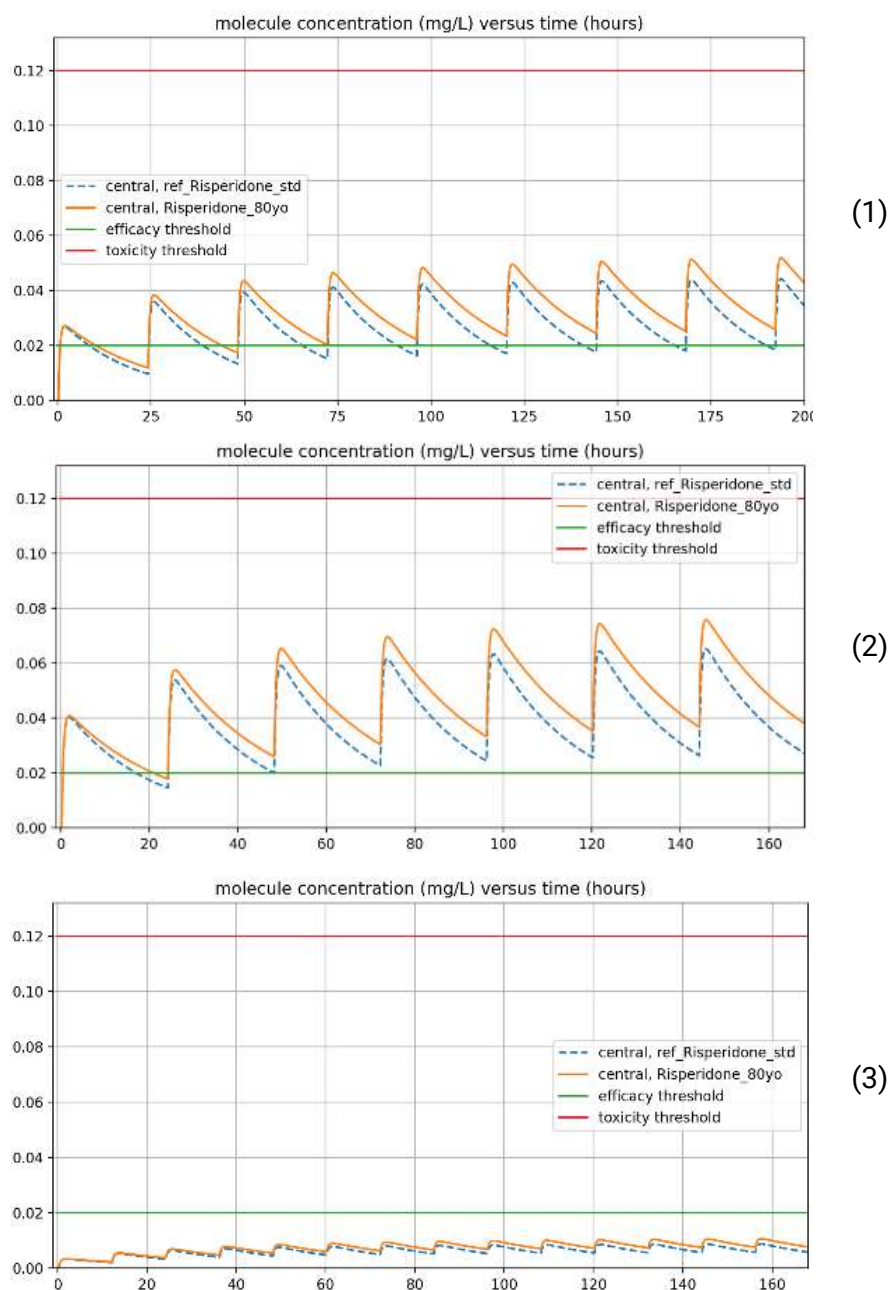 molecule concentration (mg/L) versus time (hours)
0.12
0.10
0.08
central, ref_Risperidone_std
central, Risperidone_80yo
efficacy threshold
toxicity threshold
(1)
0.06
0.04
0.02
0.00
0 25 50 75 100 125 150 175 200
molecule concentration (mg/L) versus time (hours)
central, ref_Risperidone_std
central, Risperidone_80yo
efficacy threshold
toxicity threshold
0.12
0.10
0.08
0.06
(2)
0.04
0.02
0.00
0 20 40 60 80 100 120 140 160
molecule concentration (mg/L) versus time (hours)
0.12
0.10
0.08
central, ref_Risperidone_std
central, Risperidone_80yo
efficacy threshold
toxicity threshold
(3)
0.06
0.04
0.02
0.00
0 20 40 60 80 100 120 140 160